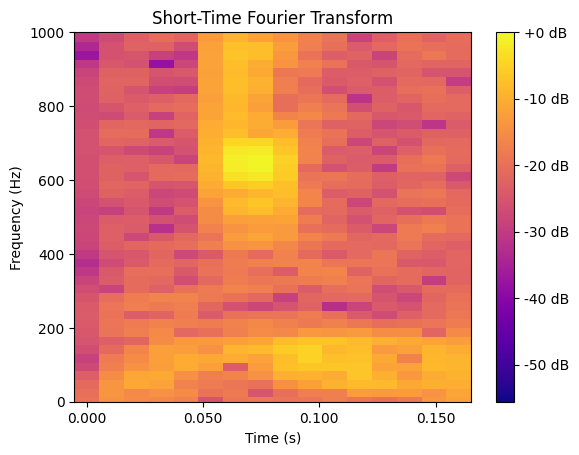 Short-Time Fourier Transform
1000
800
600
400
200
0
Frequency (Hz)
0.000
0.050
0.100
0.150
Time (s)
+0 dB
-10 dB
-20 dB
-30 dB
-40 dB
-50 dB